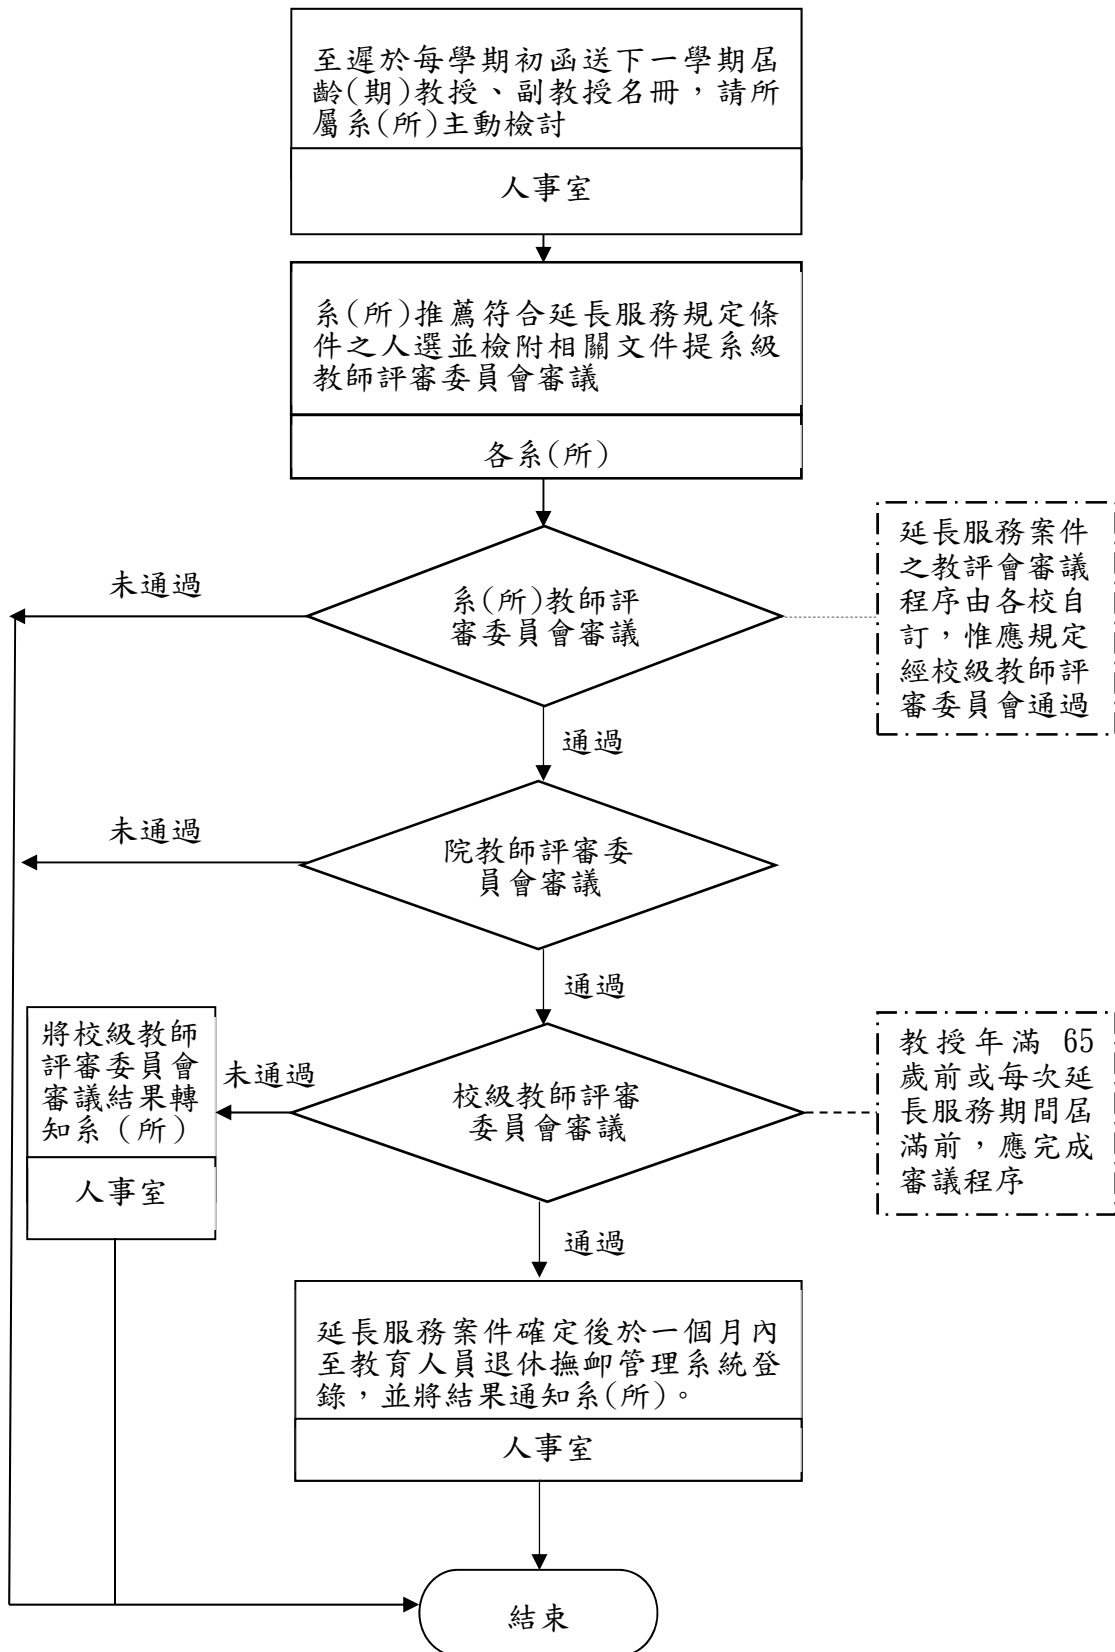 至遲於每學期初函送下一學期屆
齡(期)教授、副教授名冊，請所
屬系(所)主動檢討
人事室
系(所)推薦符合延長服務規定條
件之人選並檢附相關文件提系級
教師評審委員會審議
各系(所)
延長服務案件
之教評會審議
程序由各校自
訂，惟應規定
經校級教師評
審委員會通過
未通過
系(所)教師評
審委員會審議
通過
未通過
院教師評審委
員會審議
通過
將校級教師
評審委員會
審議結果轉
知系（所）
人事室
未通過
校級教師評審
委員會審議
教授年滿 65
歲前或每次延
長服務期間屆
滿前，應完成
審議程序
通過
延長服務案件確定後於一個月內
至教育人員退休撫卹管理系統登
錄，並將結果通知系(所)。
人事室
結束